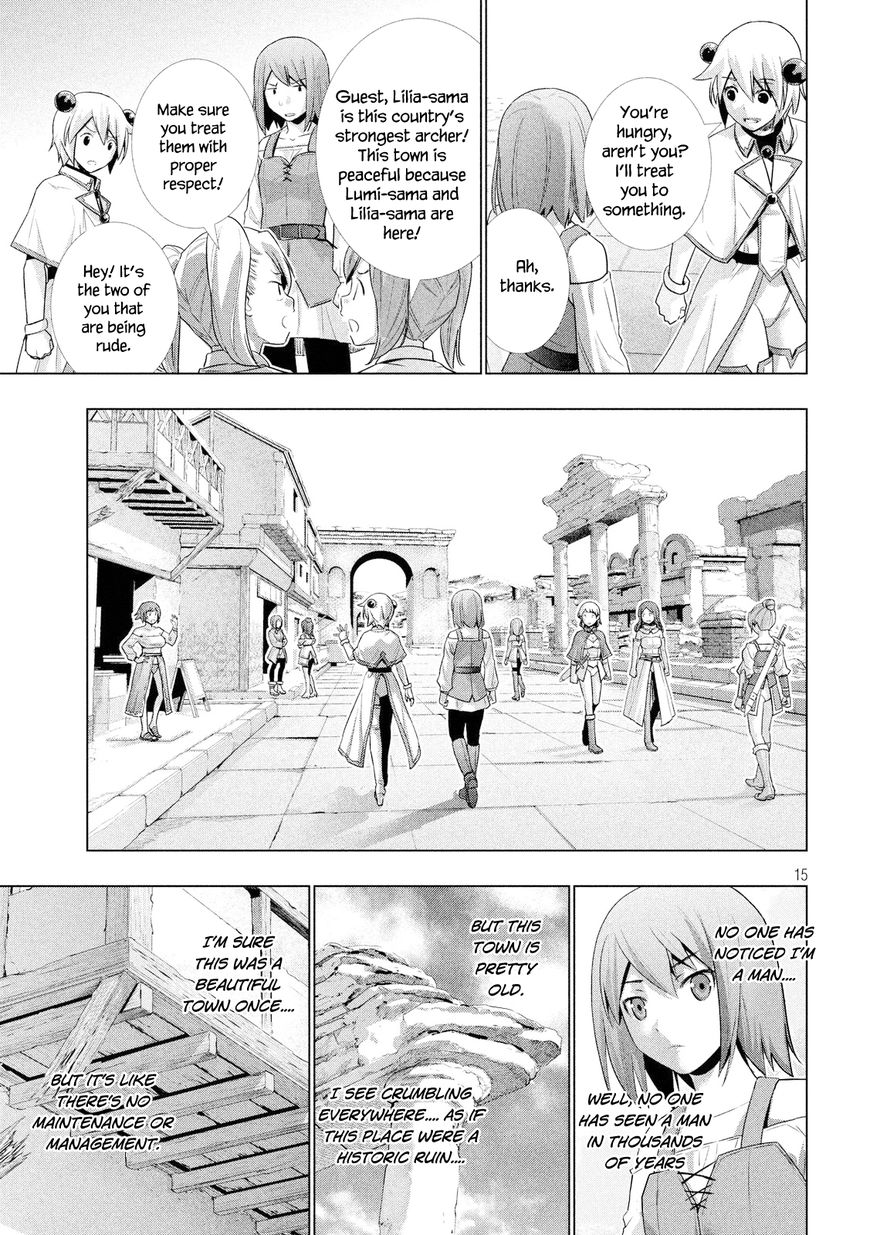 You're
hungry,
aren't you?
I'll treat
you to
something.
Ah,
thanks.
Guest, Lilia-sama
is this country's
strongest archer!
This town is
peaceful because
Lumi-sama and
Lilia-sama are
here!
Make sure
you treat
them with
proper
respect!
Hey! It's
the two of
you that
are being
rude.
15
NO ONE HAS
NOTICED I'M
A MAN....
WELL, NO ONE
HAS SEEN A MAN
IN THOUSANDS
OF YEARS
BUT THIS
TOWN IS
PRETTY
OLD.
I SEE CRUMBLING
EVERYWHERE.... AS IF
THIS PLACE WERE A
HISTORIC RUIN....
I'M SURE
THIS WAS A
BEAUTIFUL
TOWN ONCE....
BUT IT'S LIKE
THERE'S NO
MAINTENANCE OR
MANAGEMENT.